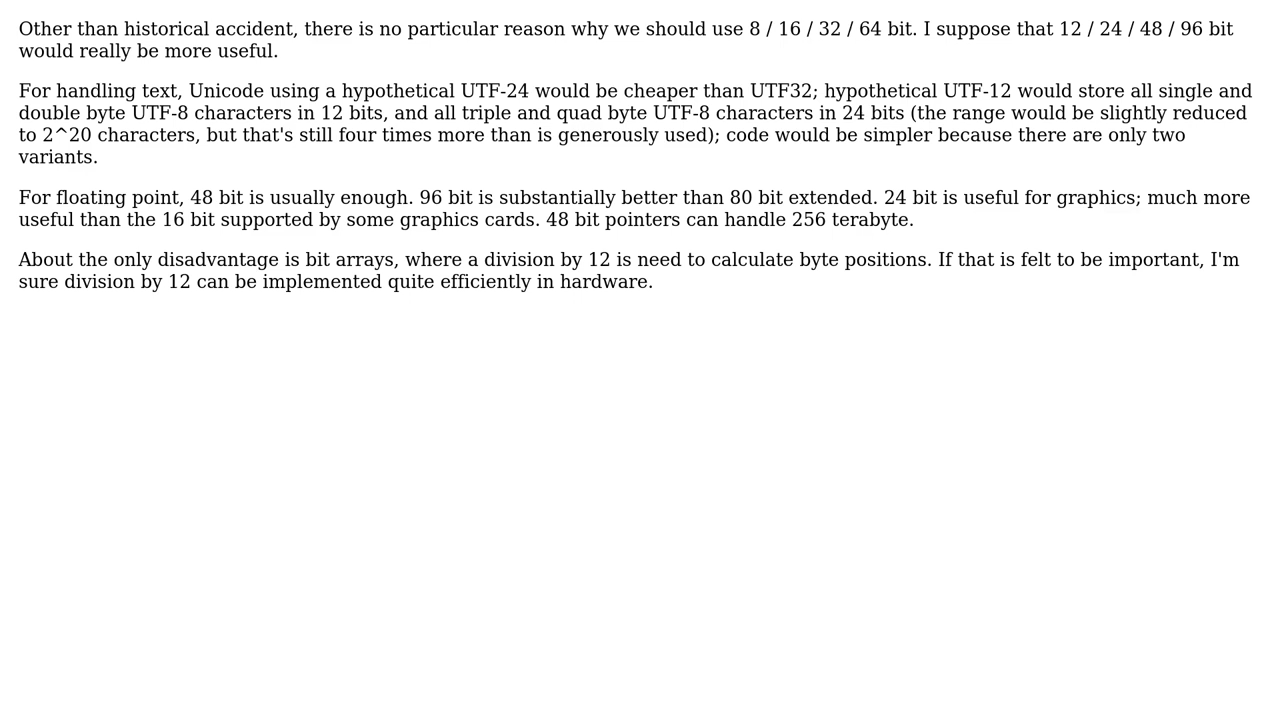 Other than historical accident, there is no particular reason why we should use 8 / 16 / 32 / 64 bit. I suppose that 12 / 24 / 48 / 96 bit
would really be more useful.
For handling text, Unicode using a hypothetical UTF-24 would be cheaper than UTF32; hypothetical UTF-12 would store all single and
double byte UTF-8 characters in 12 bits, and all triple and quad byte UTF-8 characters in 24 bits (the range would be slightly reduced
to 2^20 characters, but that's still four times more than is generously used); code would be simpler because there are only two
variants.
For floating point, 48 bit is usually enough. 96 bit is substantially better than 80 bit extended. 24 bit is useful for graphics; much more
useful than the 16 bit supported by some graphics cards. 48 bit pointers can handle 256 terabyte.
About the only disadvantage is bit arrays, where a division by 12 is need to calculate byte positions. If that is felt to be important, I'm
sure division by 12 can be implemented quite efficiently in hardware.